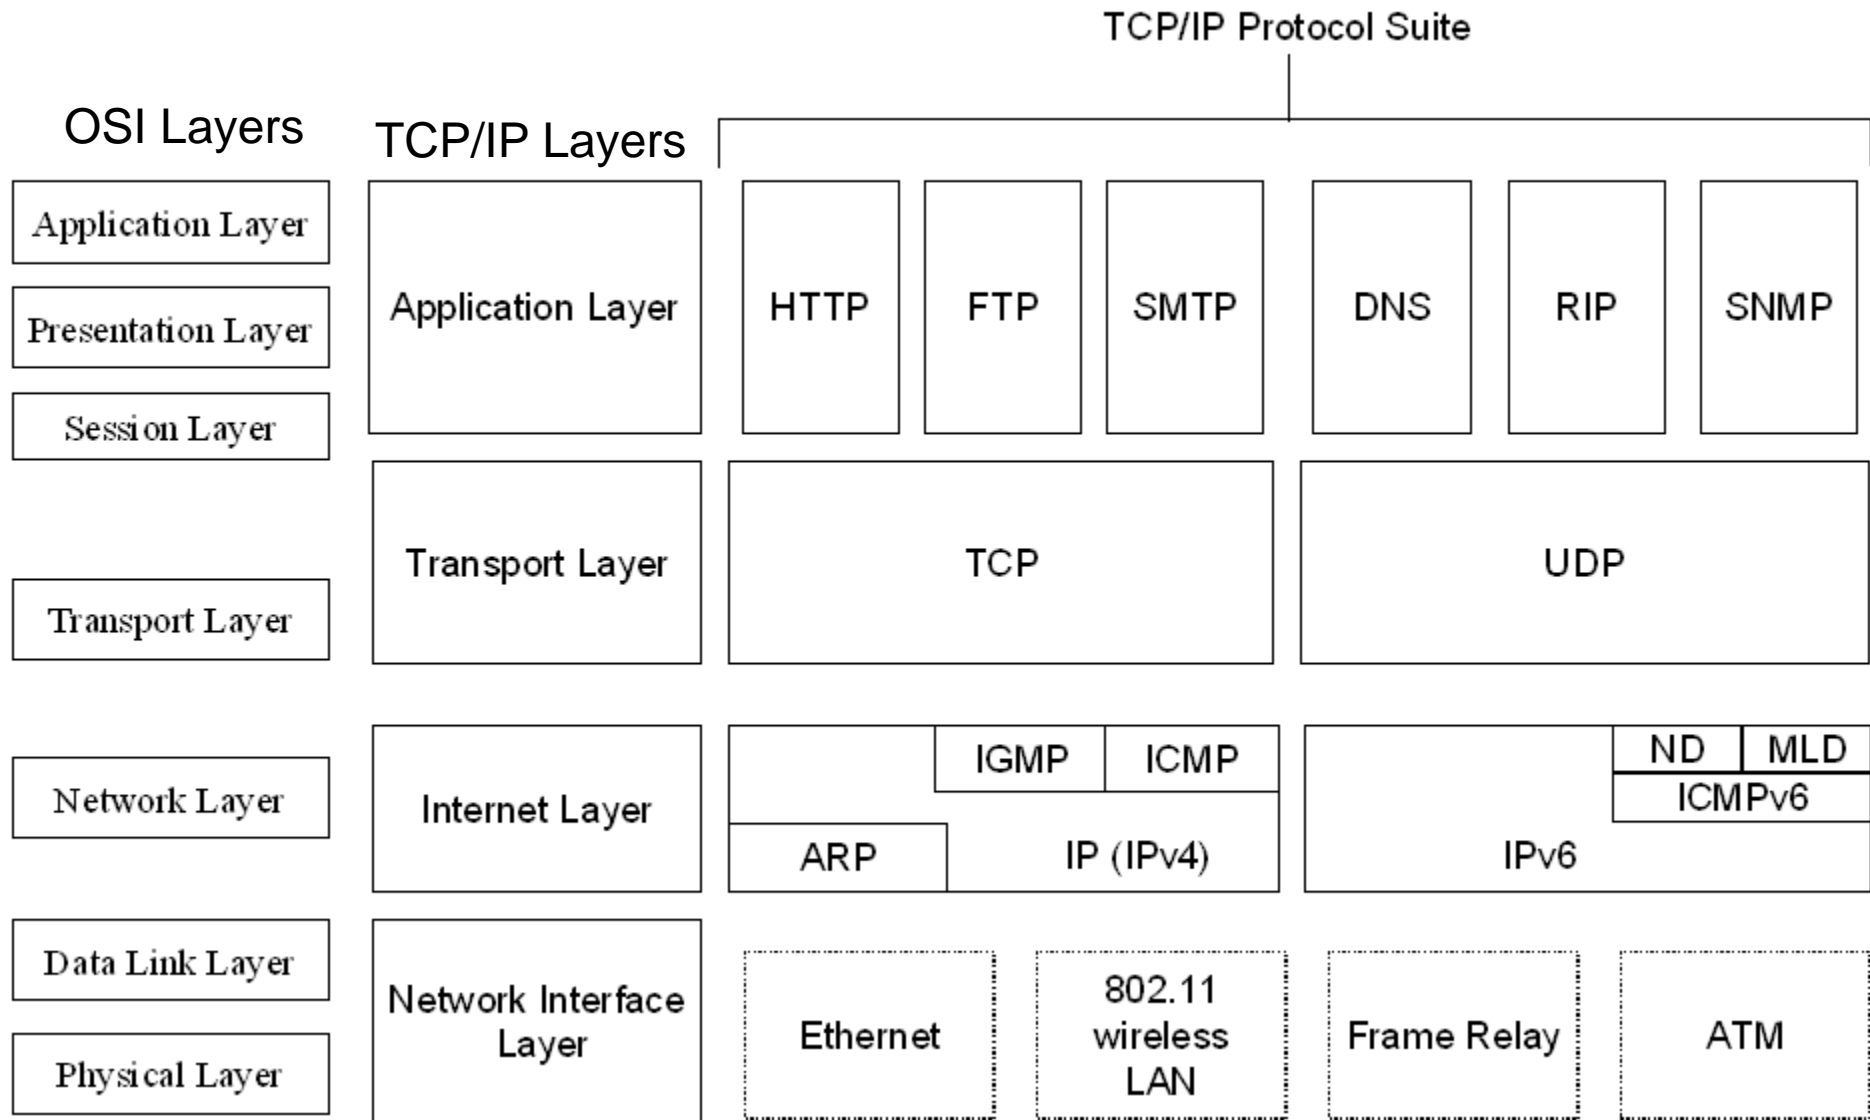 TCP/IP Protocol Suite
OSI Layers
TCP/IP Layers
Application Layer
Presentation Layer
Session Layer
Application Layer
HTTP
FTP
SMTP
DNS
RIP
SNMP
Transport Layer
Transport Layer
TCP
UDP
Network Layer
Internet Layer
IGMP
ICMP
ARP
IP (IPv4)
ND
MLD
ICMPv6
IPv6
Data Link Layer
Physical Layer
Network Interface
Layer
Ethernet
802.11
wireless
LAN
Frame Relay
ATM